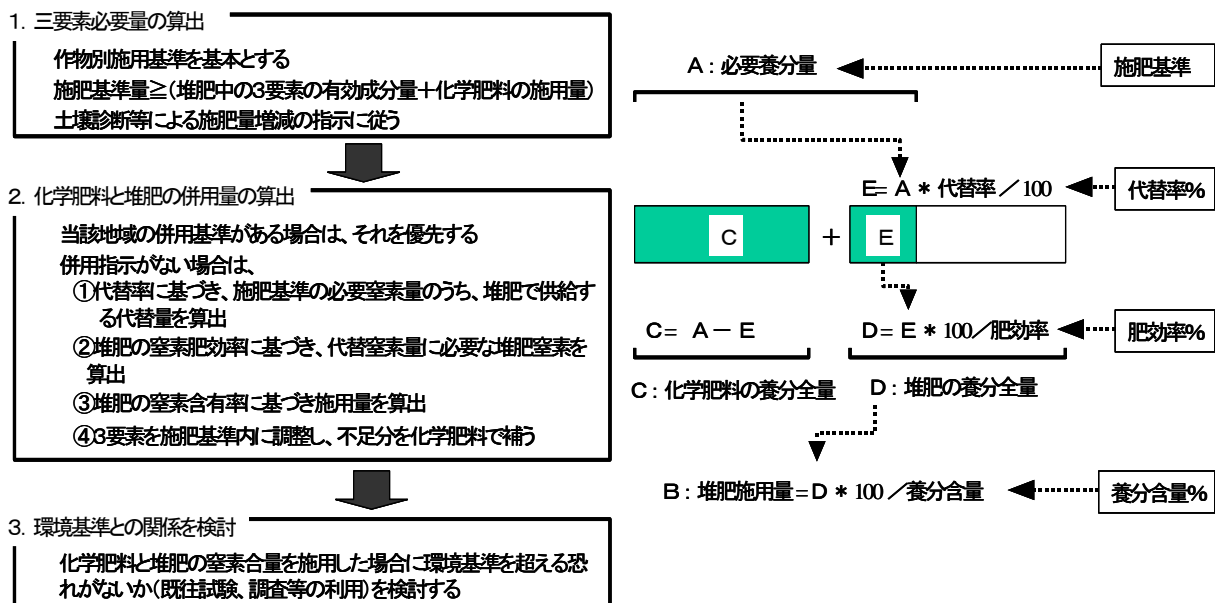 1. 三要素必要量の算出
作物別施用基準を基本とする
施肥基準量≧(堆肥中の3要素の有効成分量＋化学肥料の施用量)
土壌診断等による施肥量増減の指示に従う
2. 化学肥料と堆肥の併用量の算出
当該地域の併用基準がある場合は、それを優先する
併用指示がない場合は、
①代替率に基づき、施肥基準の必要窒素量のうち、堆肥で供給す
る代替量を算出
②堆肥の窒素肥効率に基づき、代替窒素量に必要な堆肥窒素を
算出
③堆肥の窒素含有率に基づき施用量を算出
④3要素を施肥基準内に調整し、不足分を化学肥料で補う
3. 環境基準との関係を検討
化学肥料と堆肥の窒素合量を施用した場合に環境基準を超える恐
れがないか(既往試験、調査等の利用)を検討する
A：必要養分量
施肥基準
E= A * 代替率／100
代替率%
C + E
C= A－E
D= E * 100／肥効率
肥効率%
C：化学肥料の養分全量
D：堆肥の養分全量
B：堆肥施用量=D * 100／養分含量
養分含量%